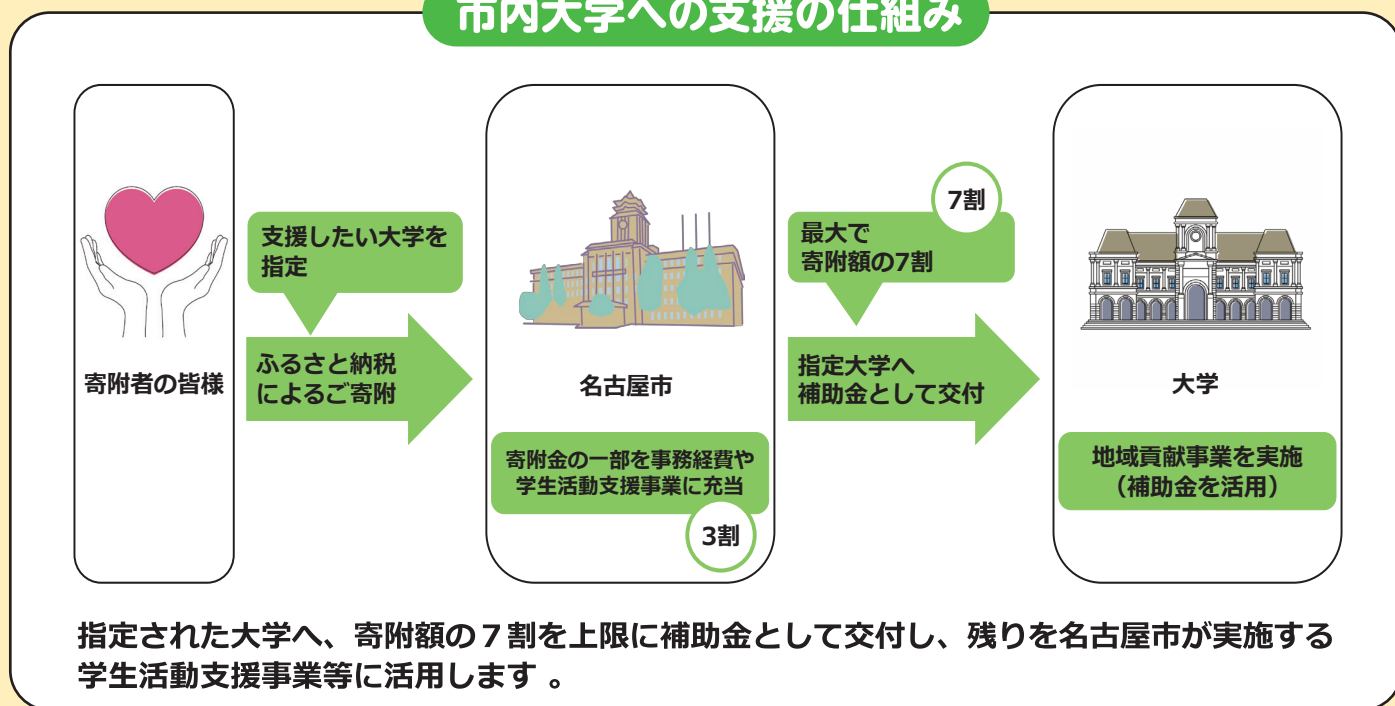 市内大学への支援の仕組み
支援したい大学を
指定
ふるさと納税
によるご寄附
寄附者の皆様
名古屋市
寄附金の一部を事務経費や
学生活動支援事業に充当
3割
7割
最大で
寄附額の7割
指定大学へ
補助金として交付
大学
地域貢献事業を実施
（補助金を活用）
指定された大学へ、寄附額の７割を上限に補助金として交付し、残りを名古屋市が実施する
学生活動支援事業等に活用します 。